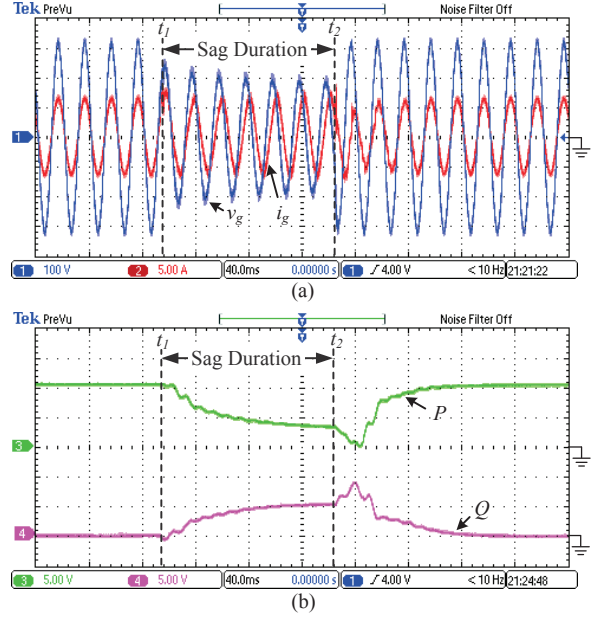 Tek PreVu Noise Filter Off
t1 t2
Sag Duration
1
vg ig
1 100 V 2 5.00 A 40.0ms 0.00000 s 1 4.00 V < 10 Hz 21:21:22
(a)
Tek PreVu Noise Filter Off
t1 t2
Sag Duration
P
3
Q
4
3 5.00 V 4 5.00 V 40.0ms 0.00000 s 1 4.00 V < 10 Hz 21:24:48
(b)